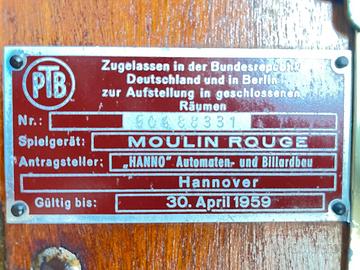 PTB
Zugelassen in der Bundesrepublik
Deutschland und in Berlin
zur Aufstellung in geschlossenen
Räumen
Nr.:
Spielgerät: MOULIN ROUGE
Antragsteller: „HANNO" Automaten- und Billardbau
Hannover
Gültig bis: 30. April 1959